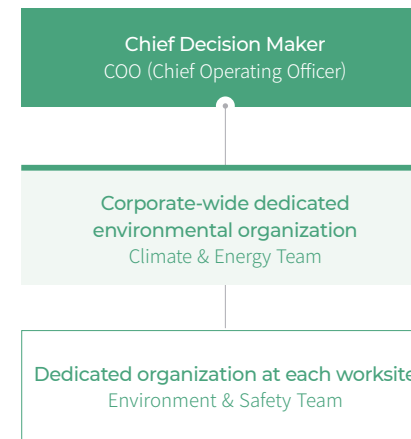 Chief Decision Maker
COO (Chief Operating Officer)
Corporate-wide dedicated
environmental organization
Climate & Energy Team
Dedicated organization at each worksite
Environment & Safety Team